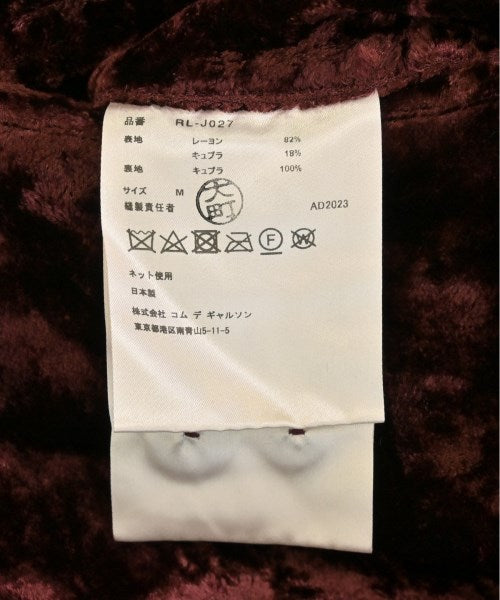 品番 RL-J027
表地 レーヨン 82%
キュプラ 18%
裏地 キュプラ 100%
サイズ M
縫製責任者 大町 AD2023
F W
ネット使用
日本製
株式会社 コム デ ギャルソン
東京都港区南青山5-11-5